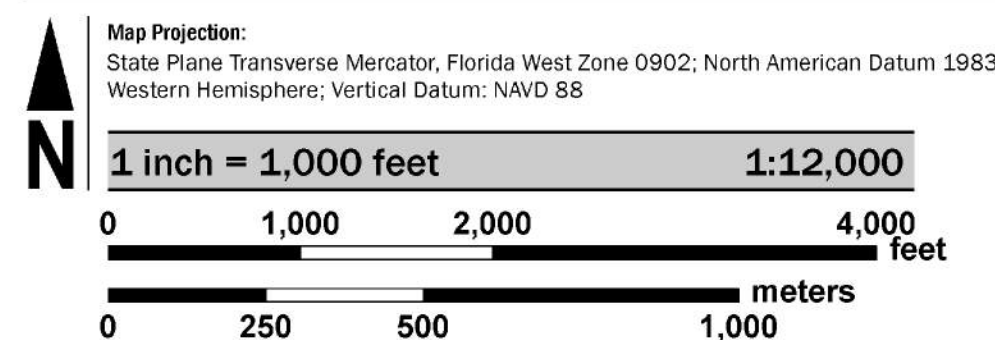 Map Projection:
State Plane Transverse Mercator, Florida West Zone 0902; North American Datum 1983
Western Hemisphere; Vertical Datum: NAVD 88
N
1 inch = 1,000 feet 1:12,000
0 1,000 2,000 4,000
feet
meters
0 250 500 1,000